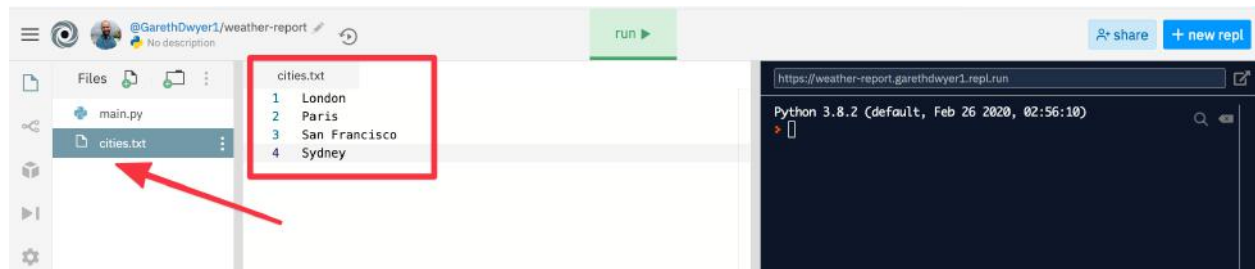 @GarethDwyer1/weather-report
No description
run
share
+ new repl
Files
main.py
cities.txt
cities.txt
1 London
2 Paris
3 San Francisco
4 Sydney
https://weather-report.garethdwyer1.repl.run
Python 3.8.2 (default, Feb 26 2020, 02:56:10)
>